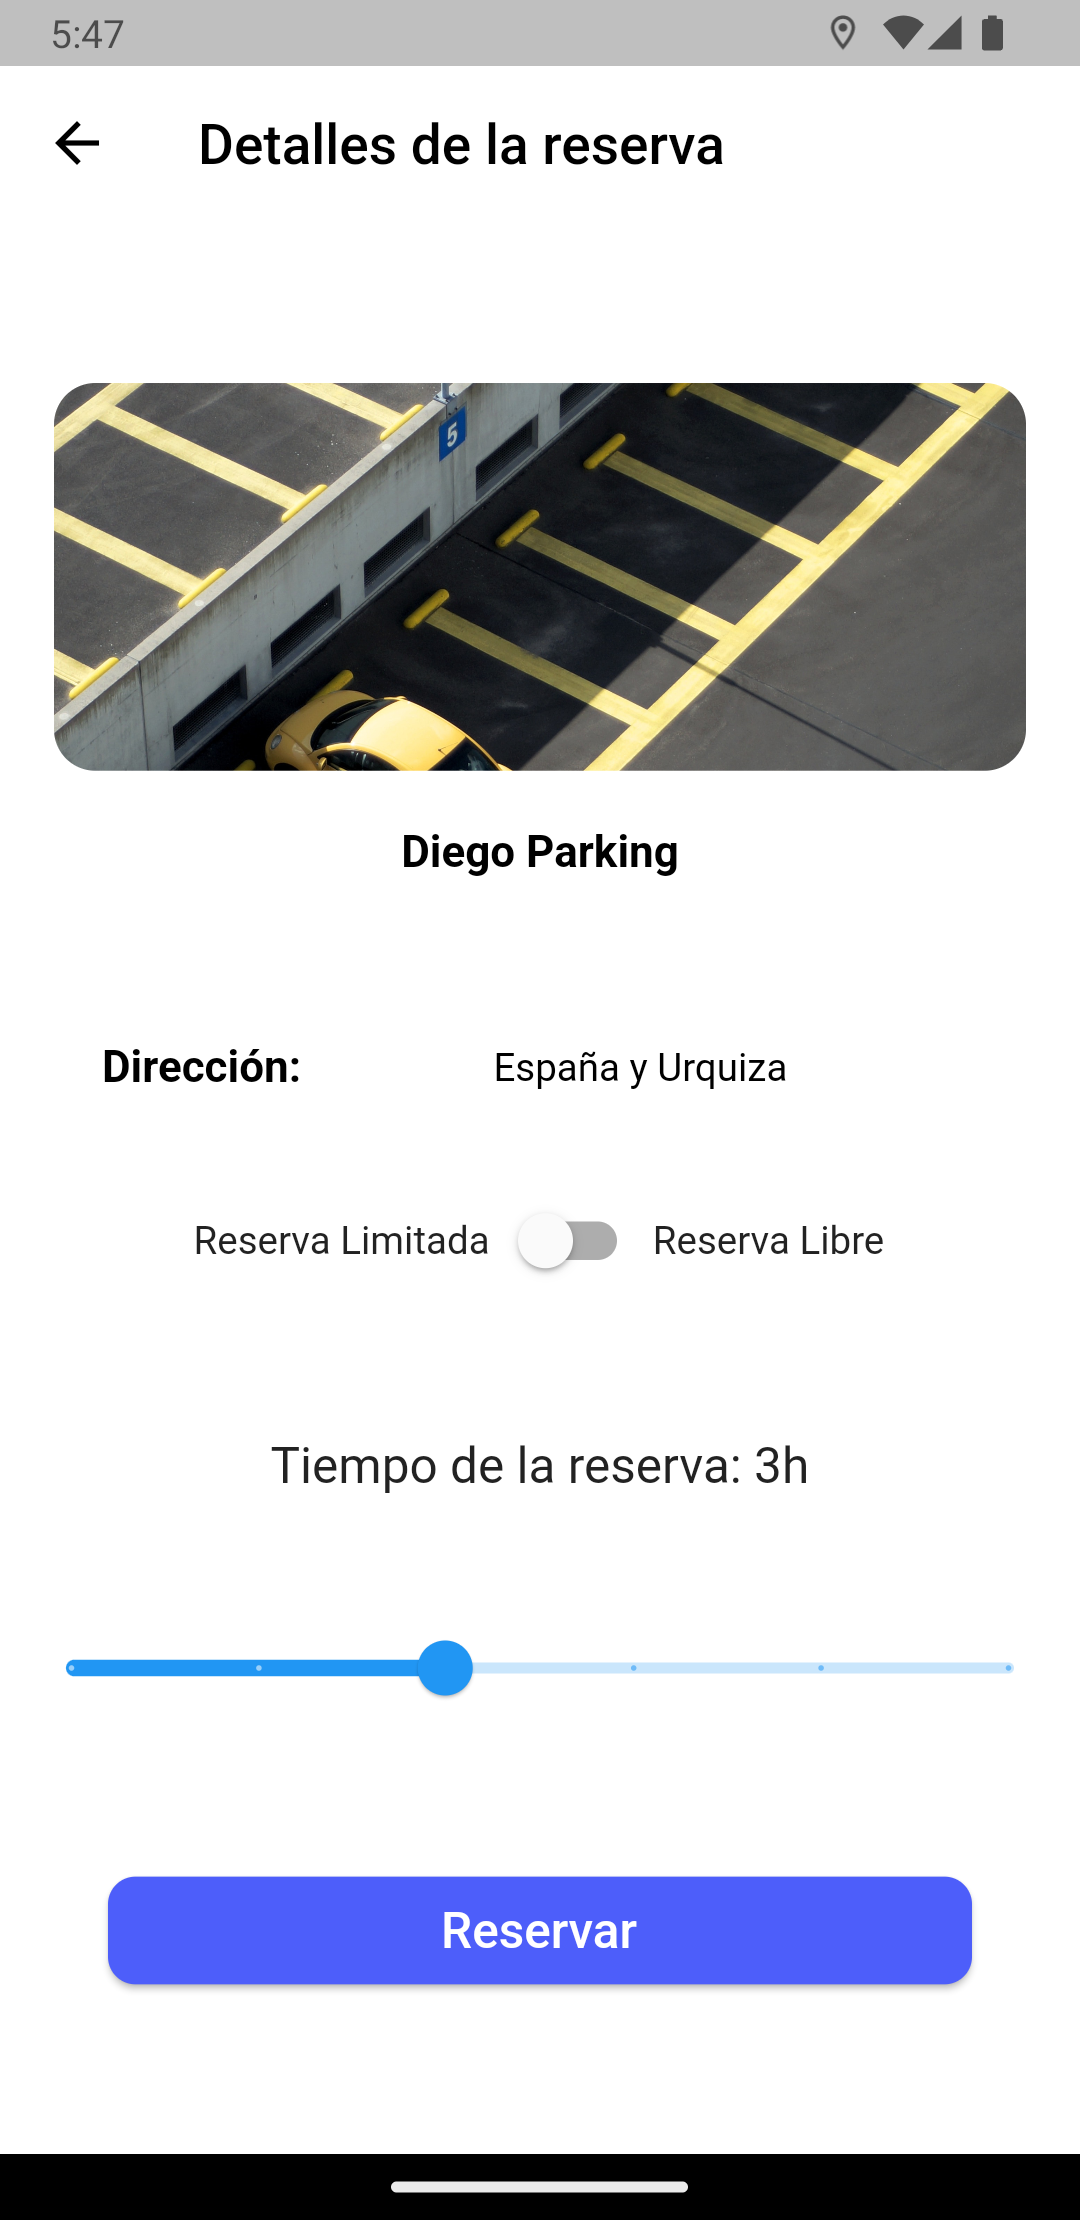 5:47
Detalles de la reserva
5
Diego Parking
Dirección: España y Urquiza
Reserva Limitada Reserva Libre
Tiempo de la reserva: 3h
Reservar